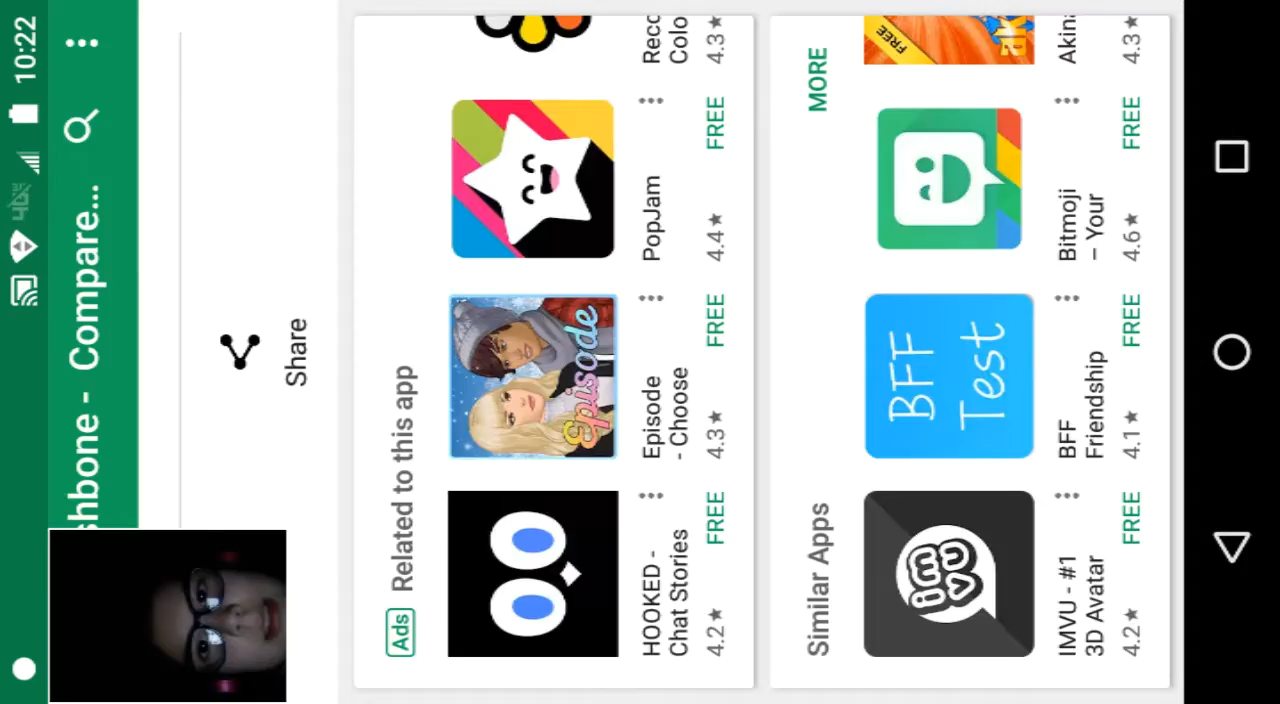 10:22
shbone - Compare...
Share
Ads Related to this app
HOOKED -
Chat Stories
4.2★ FREE
Episode
Episode
- Choose
4.3★ FREE
PopJam
4.4★ FREE
Reco
Colo
4.3★
Similar Apps MORE
imvu
IMVU - #1
3D Avatar
4.2★ FREE
BFF
Test
BFF
Friendship
4.1★ FREE
Bitmoji
– Your
4.6★ FREE
FREE
Akin
4.3★